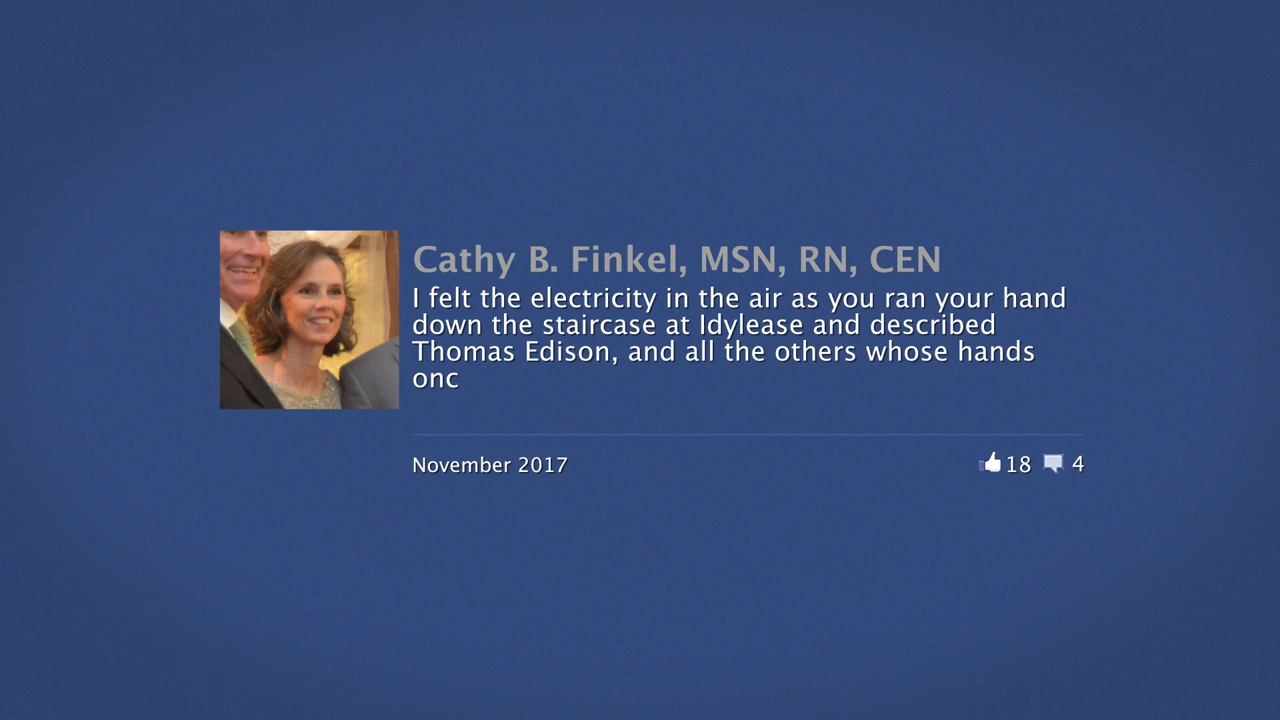 Cathy B. Finkel, MSN, RN, CEN
I felt the electricity in the air as you ran your hand
down the staircase at Idylease and described
Thomas Edison, and all the others whose hands
onc
November 2017
18 4